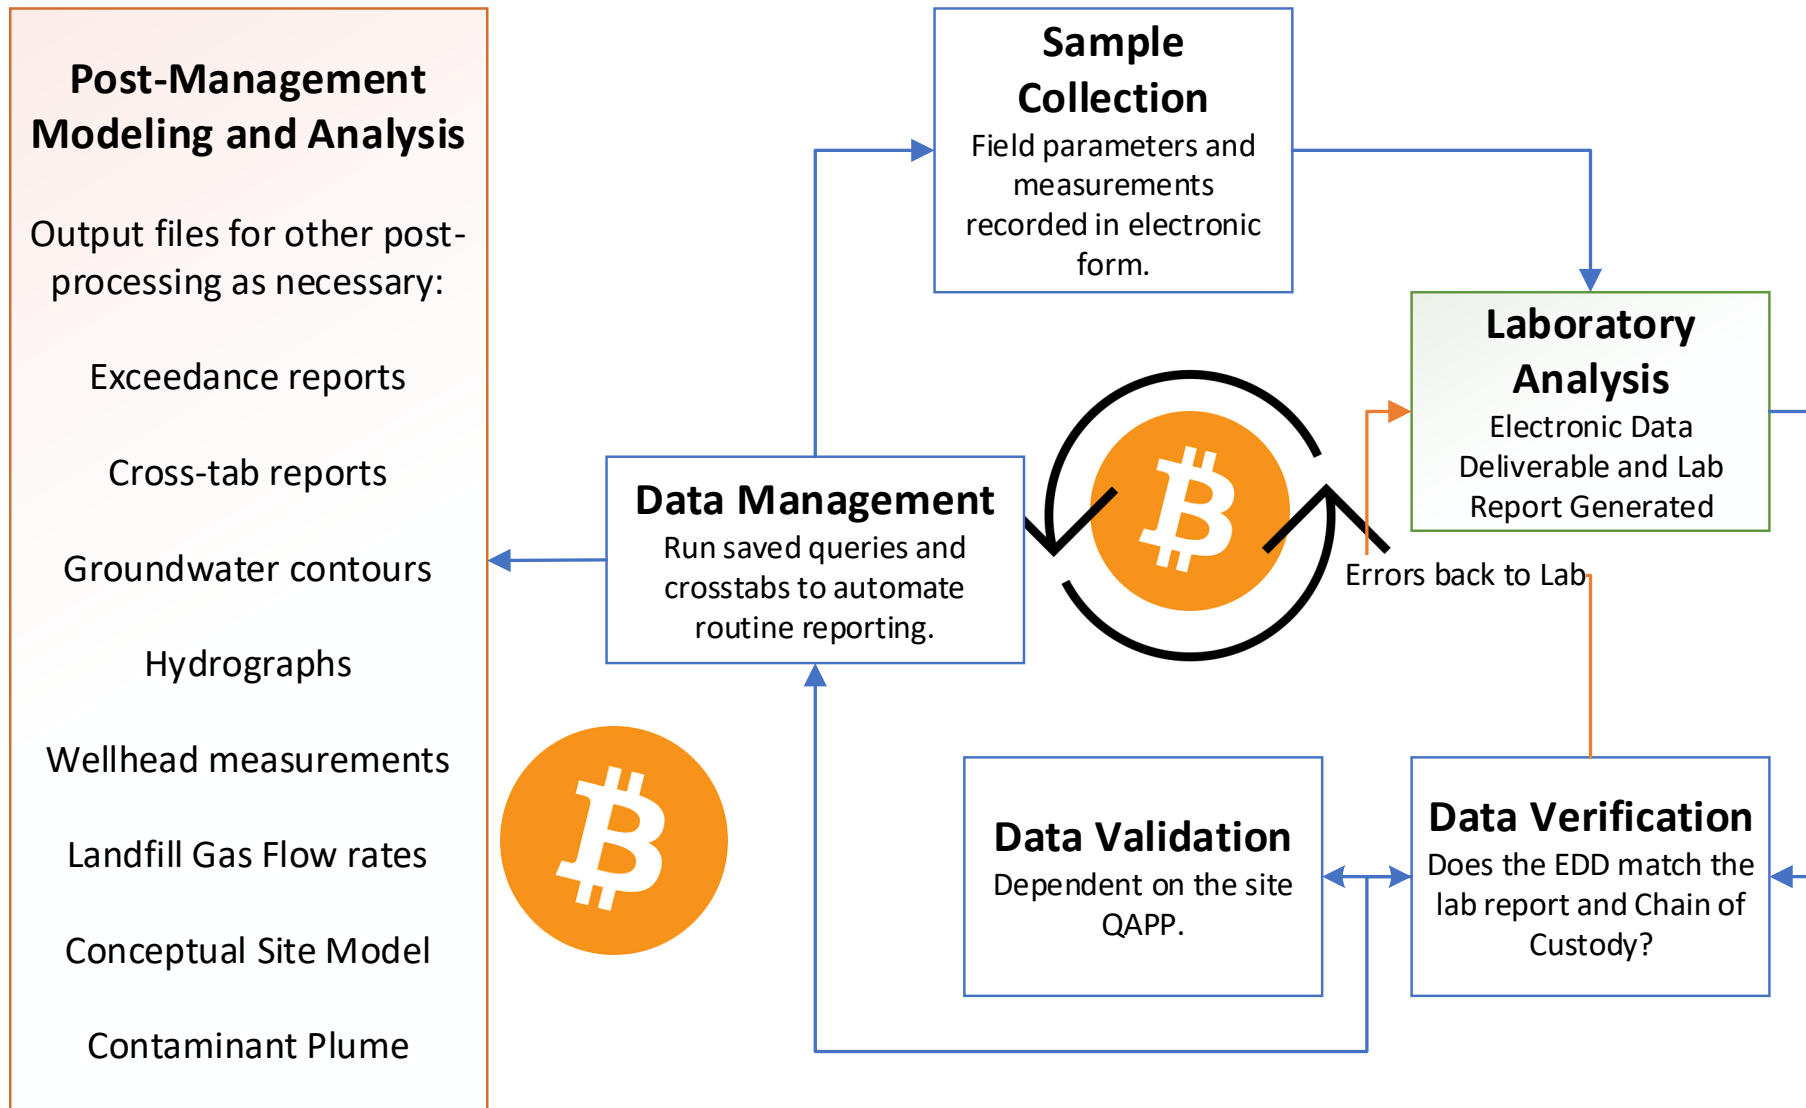 Post-Management
Modeling and Analysis
Output files for other post-
processing as necessary:
Exceedance reports
Cross-tab reports
Groundwater contours
Hydrographs
Wellhead measurements
Landfill Gas Flow rates
Conceptual Site Model
Contaminant Plume
Sample
Collection
Field parameters and
measurements
recorded in electronic
form.
Laboratory
Analysis
Electronic Data
Deliverable and Lab
Report Generated
Data Management
Run saved queries and
crosstabs to automate
routine reporting.
Errors back to Lab
Data Validation
Dependent on the site
QAPP.
Data Verification
Does the EDD match the
lab report and Chain of
Custody?